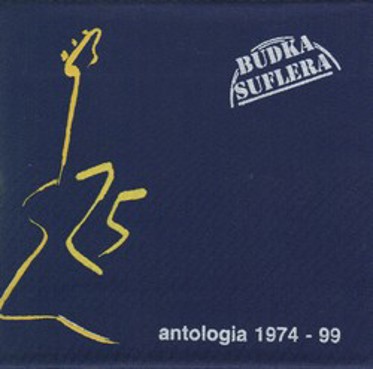 BUDKA
SUFLERA
25
antologia 1974 - 99